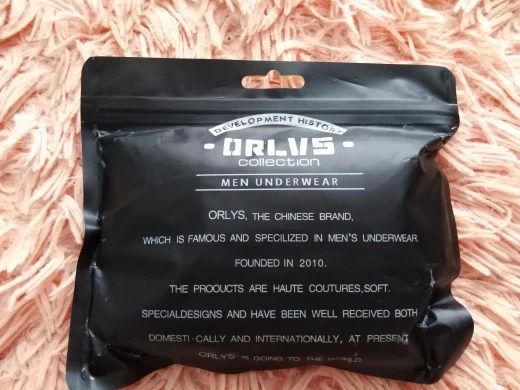 DEVELOPMENT HISTORY
ORLVS
collection
MEN UNDERWEAR
ORLYS, THE CHINESE BRAND,
WHICH IS FAMOUS AND SPECILIZED IN MEN'S UNDERWEAR
FOUNDED IN 2010.
THE PRODUCTS ARE HAUTE COUTURES,SOFT.
SPECIALDESIGNS AND HAVE BEEN WELL RECEIVED BOTH
DOMESTI-CALLY AND INTERNATIONALLY, AT PRESENT
ORLYS IS GOING TO THE WORLD